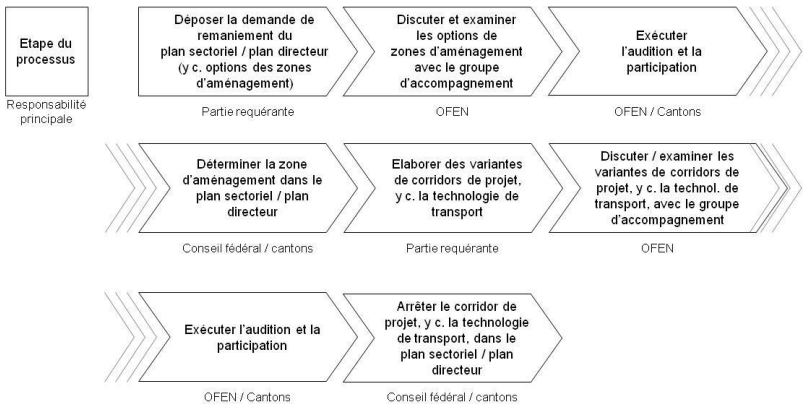 Etape du
processus
Responsabilité
principale
Déposer la demande de
remaniement du
plan sectoriel / plan directeur
(y c. options des zones
d'aménagement)
Partie requérante
Discuter et examiner
les options de
zones d'aménagement
avec le groupe
d'accompagnement
OFEN
Exécuter
l'audition et la
participation
OFEN / Cantons
Déterminer la zone
d'aménagement dans le
plan sectoriel / plan
directeur
Conseil fédéral / cantons
Elaborer des variantes
de corridors de projet,
y c. la technologie de
transport
Partie requérante
Discuter / examiner les
variantes de corridors de
projet, y c. la technol. de
transport, avec le groupe
d'accompagnement
OFEN
Exécuter l'audition et la
participation
OFEN / Cantons
Arrêter le corridor de
projet, y c. la technologie
de transport, dans le
plan sectoriel / plan
directeur
Conseil fédéral / cantons